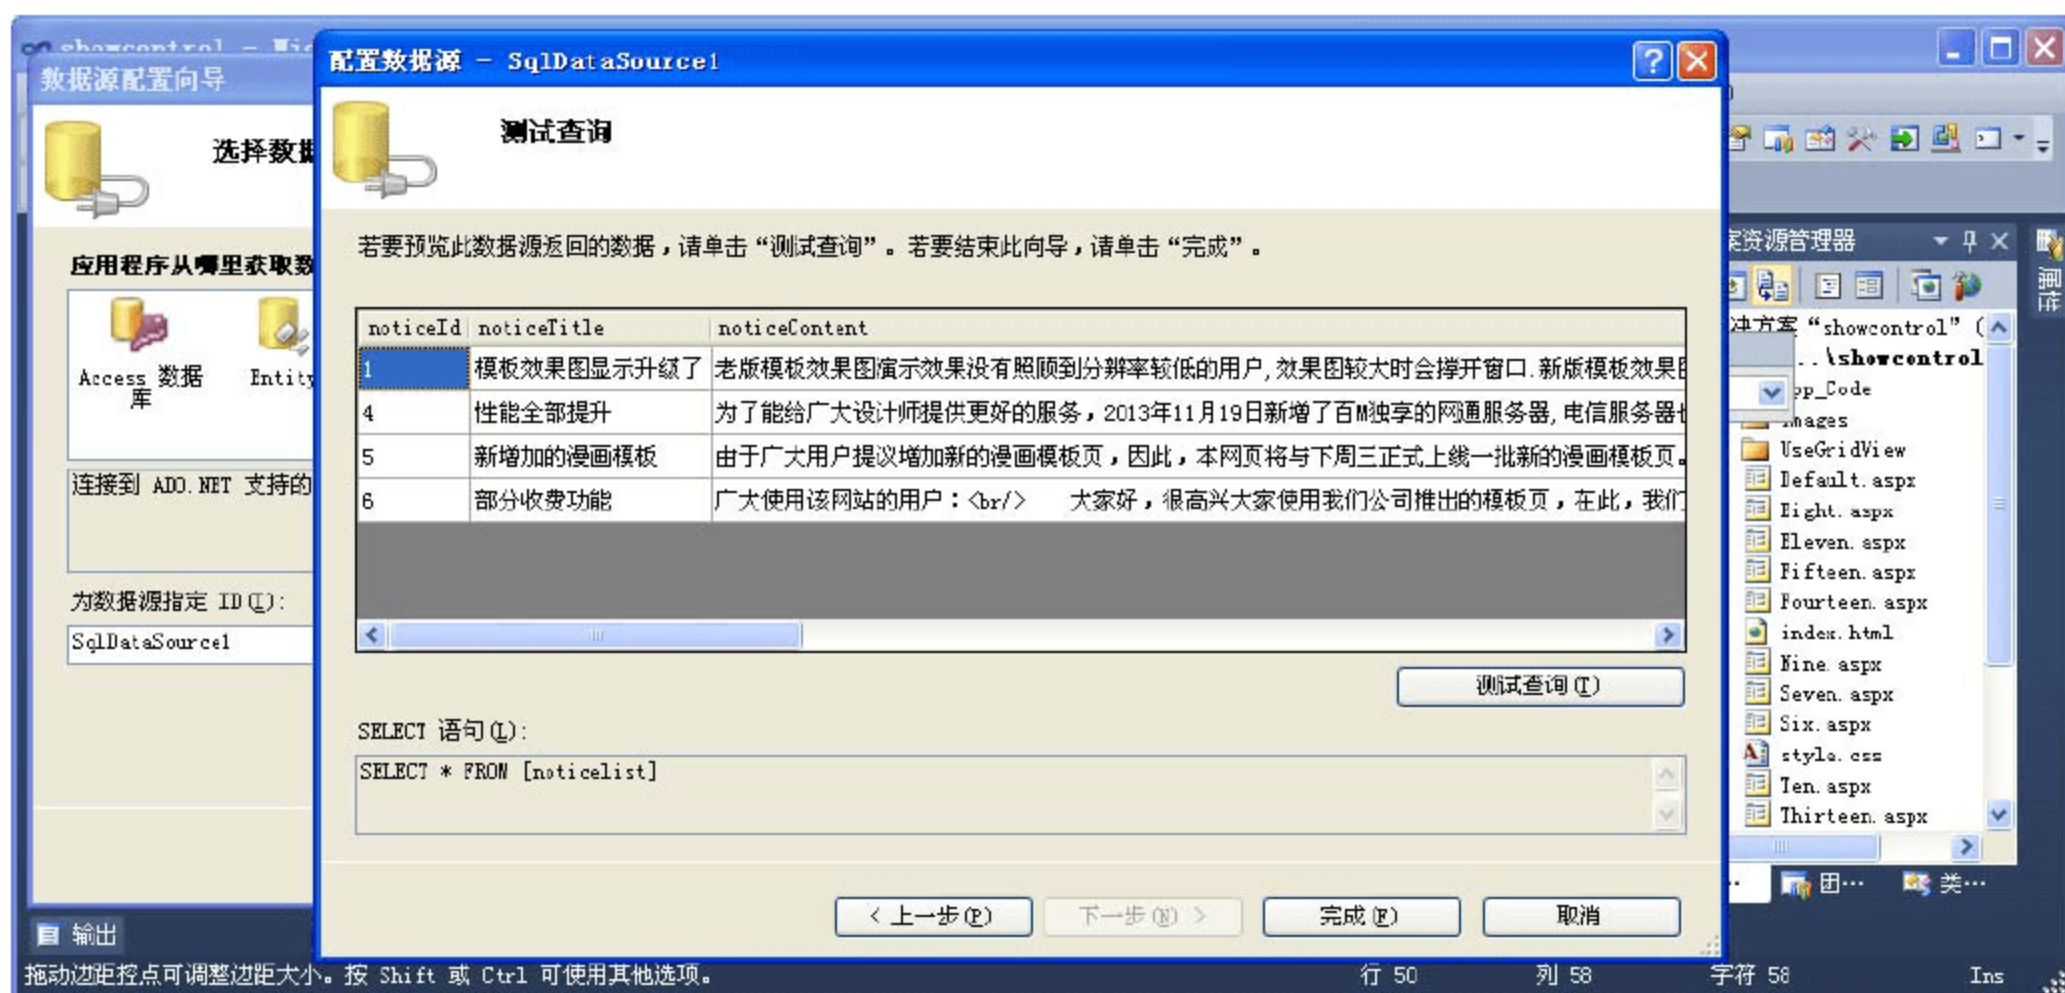 showcontrol - Mic
数据源配置向导
选择数据
应用程序从哪里获取数
Access 数据
库
Entity
连接到 ADO.NET 支持的
为数据源指定 ID(I):
SqlDataSource1
输出
配置数据源 - SqlDataSource1
测试查询
若要预览此数据源返回的数据，请单击“测试查询”。若要结束此向导，请单击“完成”。
noticeId noticeTitle noticeContent
1 模板效果图显示升级了 老版模板效果图演示效果没有照顾到分辨率较低的用户,效果图较大时会撑开窗口.新版模板效果图
4 性能全部提升 为了能给广大设计师提供更好的服务，2013年11月19日新增了百M独享的网通服务器,电信服务器也
5 新增加的漫画模板 由于广大用户提议增加新的漫画模板页，因此，本网页将与下周三正式上线一批新的漫画模板页。
6 部分收费功能 广大使用该网站的用户：<br/> 大家好，很高兴大家使用我们公司推出的模板页，在此，我们
测试查询(T)
SELECT 语句(L):
SELECT * FROM [noticelist]
< 上一步(P)
下一步(N) >
完成(F)
取消
案资源管理器
属性
决方案 “showcontrol” (
..\showcontrol
App_Code
Images
UseGridView
Default.aspx
Eight.aspx
Eleven.aspx
Fifteen.aspx
Fourteen.aspx
index.html
Nine.aspx
Seven.aspx
Six.aspx
style.css
Ten.aspx
Thirteen.aspx
团…
类…
拖动边距控点可调整边距大小。按 Shift 或 Ctrl 可使用其他选项。
行 50
列 58
字符 58
Ins